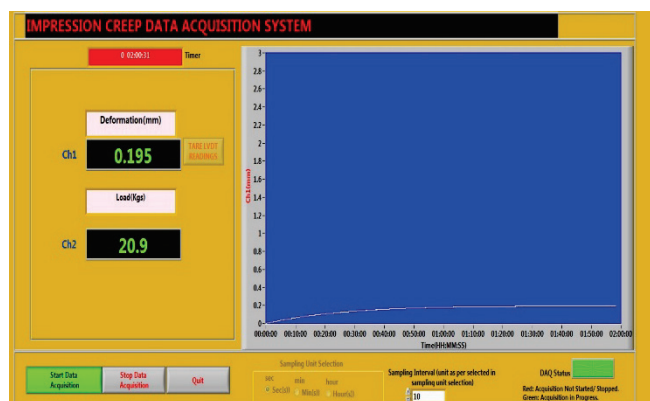 IMPRESSION CREEP DATA ACQUISITION SYSTEM
0 02:00:31 Timer
Deformation(mm)
Ch1 0.195 TARE LVDT
READINGS
Load(Kgs)
Ch2 20.9
3-
2.8-
2.6-
2.4-
2.2-
2-
1.8-
1.6-
1.4-
1.2-
1-
0.8-
0.6-
0.4-
0.2-
0-
Ch1(mm)
00:00:00 00:10:00 00:20:00 00:30:00 00:40:00 00:50:00 01:00:00 01:10:00 01:20:00 01:30:00 01:40:00 01:50:00 02:00:00
Time(HH:MM:SS)
Start Data
Acquisition
Stop Data
Acquisition
Quit
Sampling Unit Selection
sec min hour
Sec(s) Min(s) Hour(s)
Sampling Interval (unit as per selected in
sampling unit selection)
10
DAQ Status
Red: Acquisition Not Started/ Stopped.
Green: Acquisition in Progress.